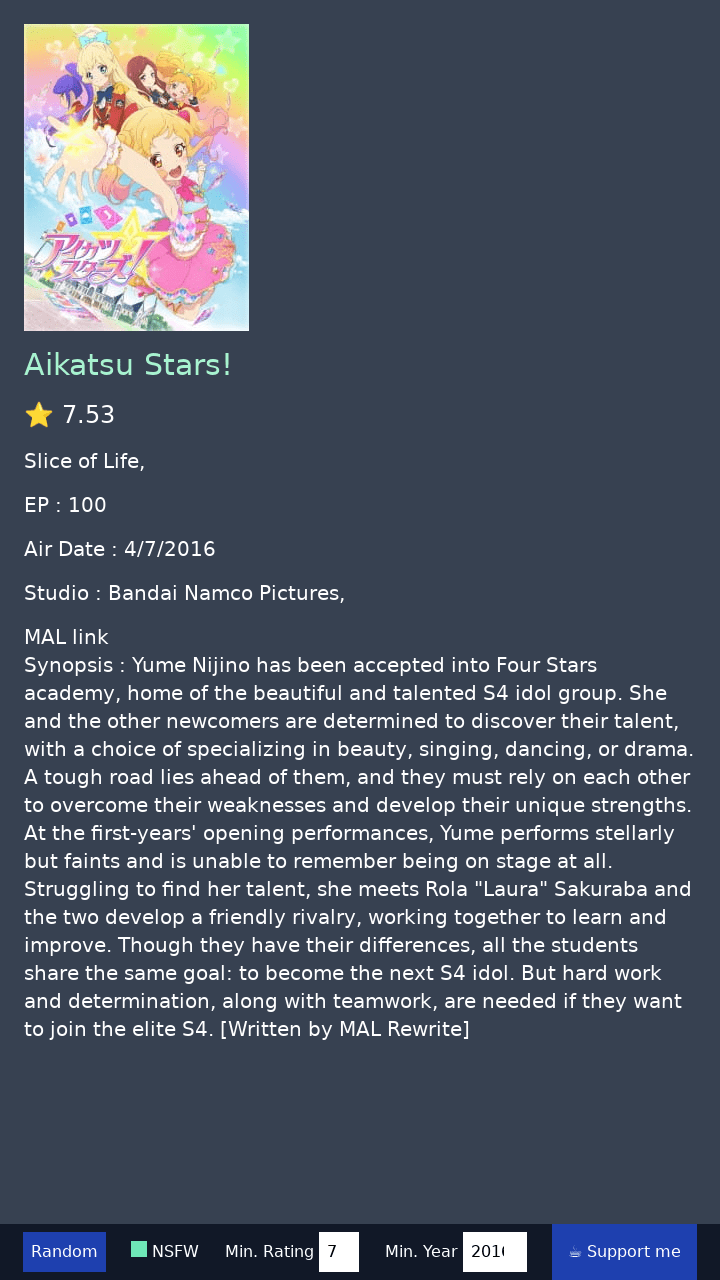 アイカツ
スターズ!
Aikatsu Stars!
⭐ 7.53
Slice of Life,
EP : 100
Air Date : 4/7/2016
Studio : Bandai Namco Pictures,
MAL link
Synopsis : Yume Nijino has been accepted into Four Stars
academy, home of the beautiful and talented S4 idol group. She
and the other newcomers are determined to discover their talent,
with a choice of specializing in beauty, singing, dancing, or drama.
A tough road lies ahead of them, and they must rely on each other
to overcome their weaknesses and develop their unique strengths.
At the first-years' opening performances, Yume performs stellarly
but faints and is unable to remember being on stage at all.
Struggling to find her talent, she meets Rola "Laura" Sakuraba and
the two develop a friendly rivalry, working together to learn and
improve. Though they have their differences, all the students
share the same goal: to become the next S4 idol. But hard work
and determination, along with teamwork, are needed if they want
to join the elite S4. [Written by MAL Rewrite]
Random NSFW Min. Rating 7 Min. Year 2016 ☕ Support me